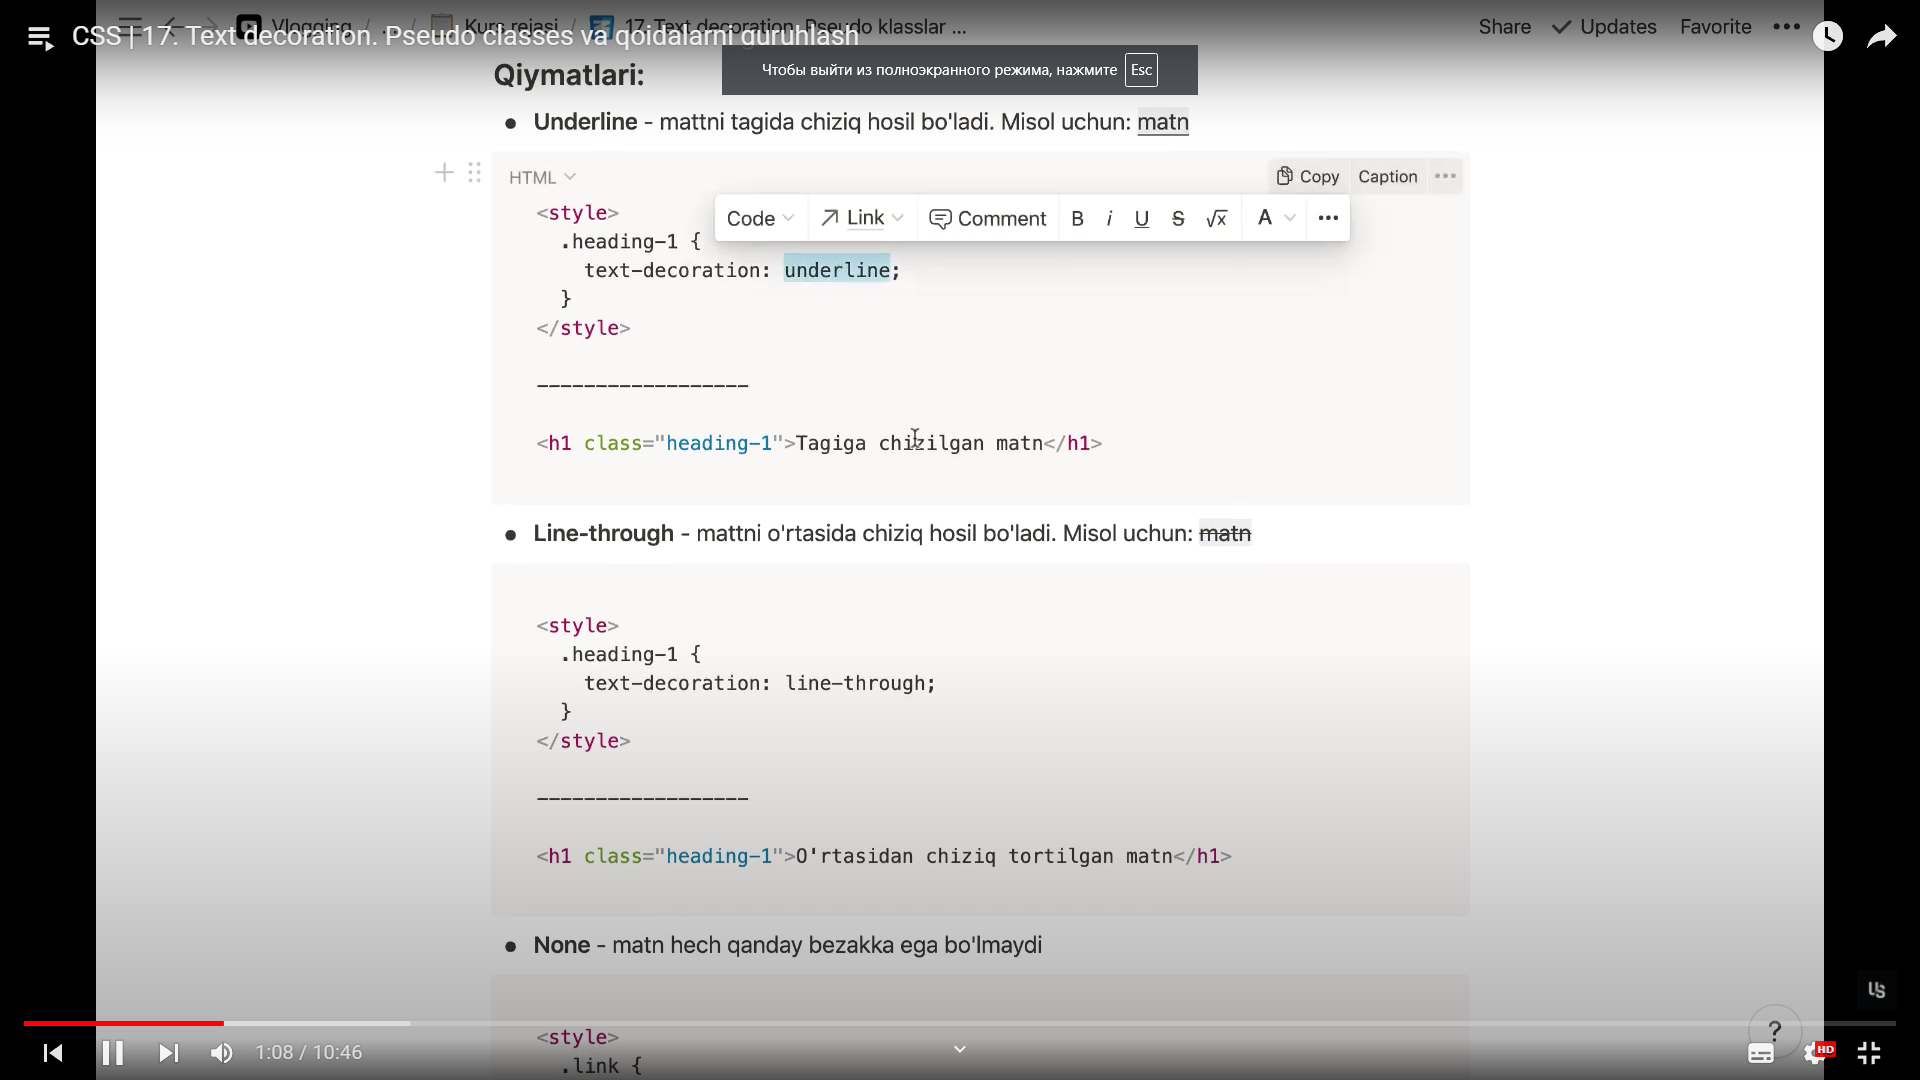 CSS | 17. Text decoration. Pseudo classes va qoidalarni guruhlash
Vlogging / ... / Kurs rejasi / 17. Text decoration. Pseudo klasslar ...
Share Updates Favorite
Чтобы выйти из полноэкранного режима, нажмите Esc
Qiymatlari:
Underline - mattni tagida chiziq hosil bo'ladi. Misol uchun: matn
HTML
Copy Caption
Code Link Comment B i U S √x A
<style>
.heading-1 {
text-decoration: underline;
}
</style>
------------------
<h1 class="heading-1">Tagiga chizilgan matn</h1>
Line-through - mattni o'rtasida chiziq hosil bo'ladi. Misol uchun: matn
<style>
.heading-1 {
text-decoration: line-through;
}
</style>
------------------
<h1 class="heading-1">O'rtasidan chiziq tortilgan matn</h1>
None - matn hech qanday bezakka ega bo'lmaydi
<style>
.link {
?
1:08 / 10:46
HD